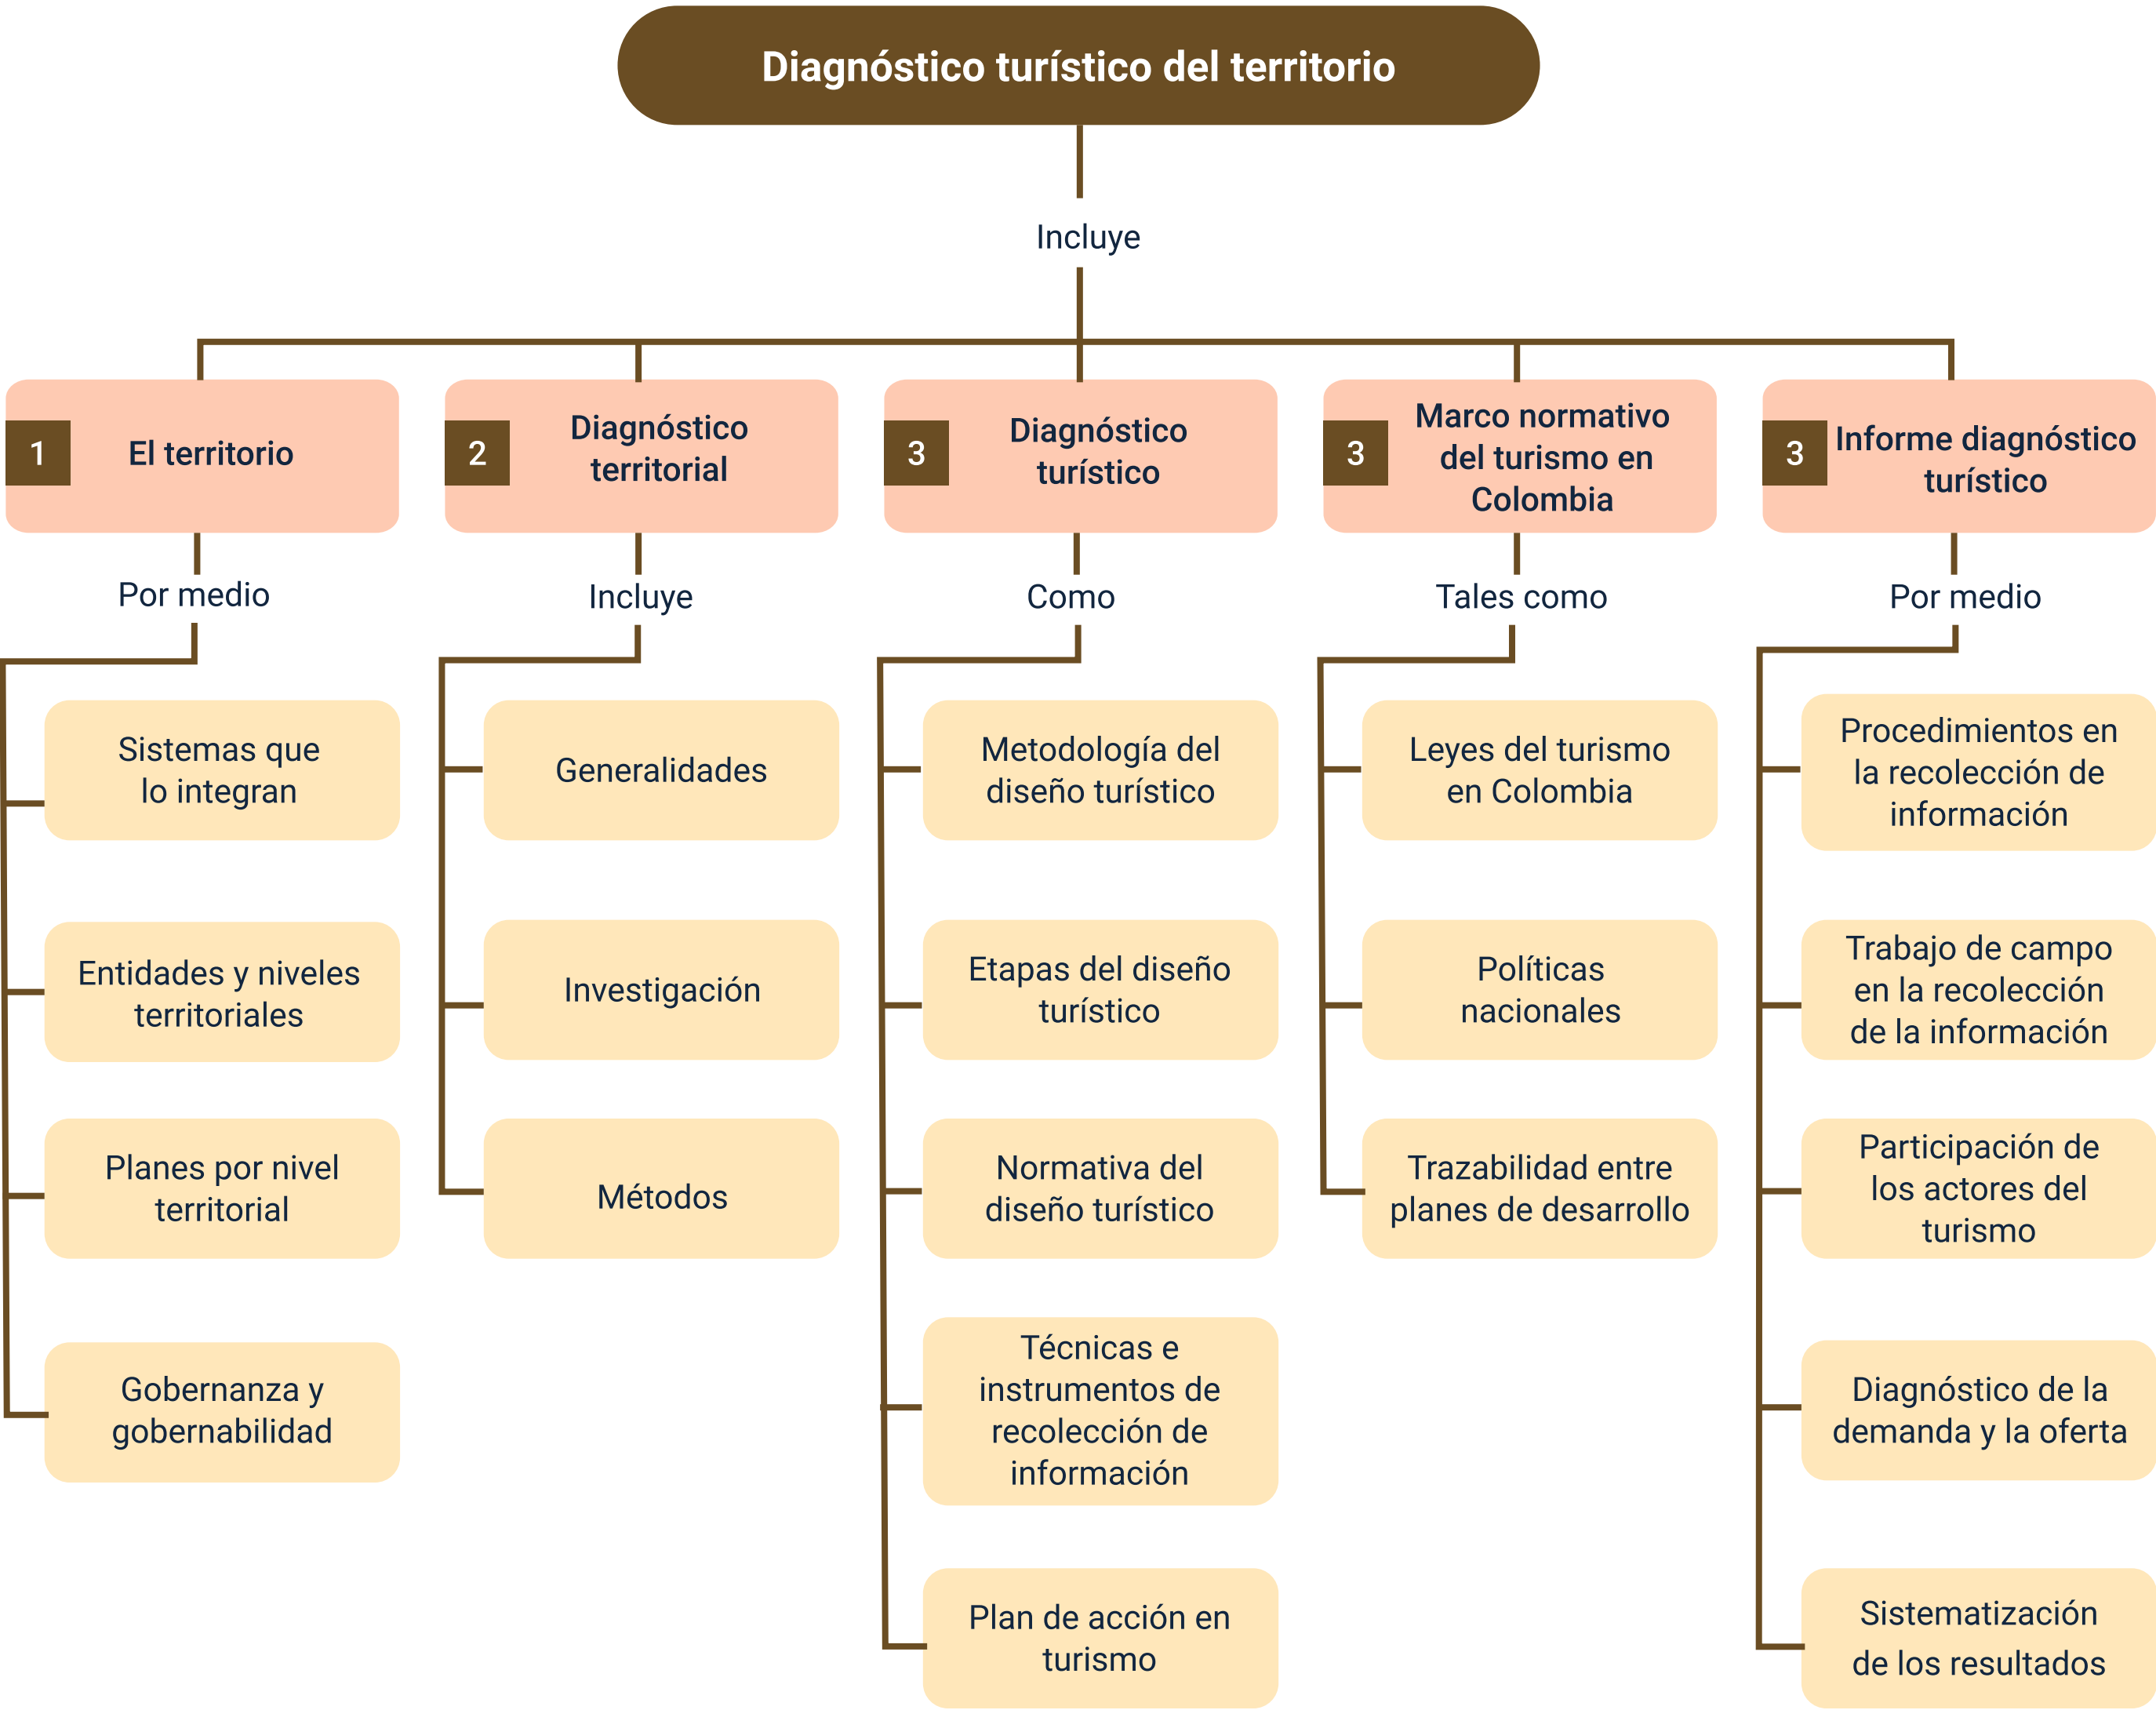 Diagnóstico turístico del territorio
Incluye
1
El territorio
Por medio
Sistemas que
lo integran
Entidades y niveles
territoriales
Planes por nivel
territorial
Gobernanza y
gobernabilidad
2
Diagnóstico
territorial
Incluye
Generalidades
Investigación
Métodos
3
Diagnóstico
turístico
Como
Metodología del
diseño turístico
Etapas del diseño
turístico
Normativa del
diseño turístico
Técnicas e
instrumentos de
recolección de
información
Plan de acción en
turismo
3
Marco normativo
del turismo en
Colombia
Tales como
Leyes del turismo
en Colombia
Políticas
nacionales
Trazabilidad entre
planes de desarrollo
3
Informe diagnóstico
turístico
Por medio
Procedimientos en
la recolección de
información
Trabajo de campo
en la recolección
de la información
Participación de
los actores del
turismo
Diagnóstico de la
demanda y la oferta
Sistematización
de los resultados